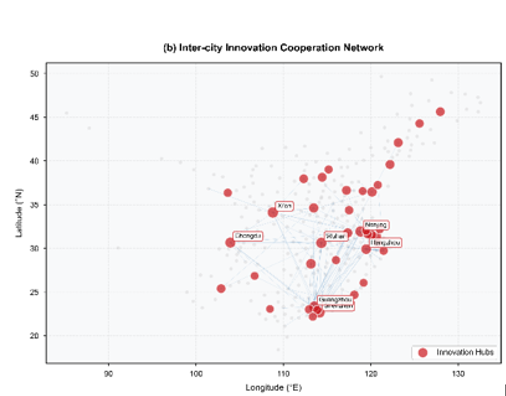 (b) Inter-city Innovation Cooperation Network
50
45
40
35
30
25
20
Latitude (°N)
Xi'an
Chengdu
Wuhan
Nanjing
Hangzhou
Guangzhou
Shenzhen
Innovation Hubs
90
100
110
120
130
Longitude (°E)